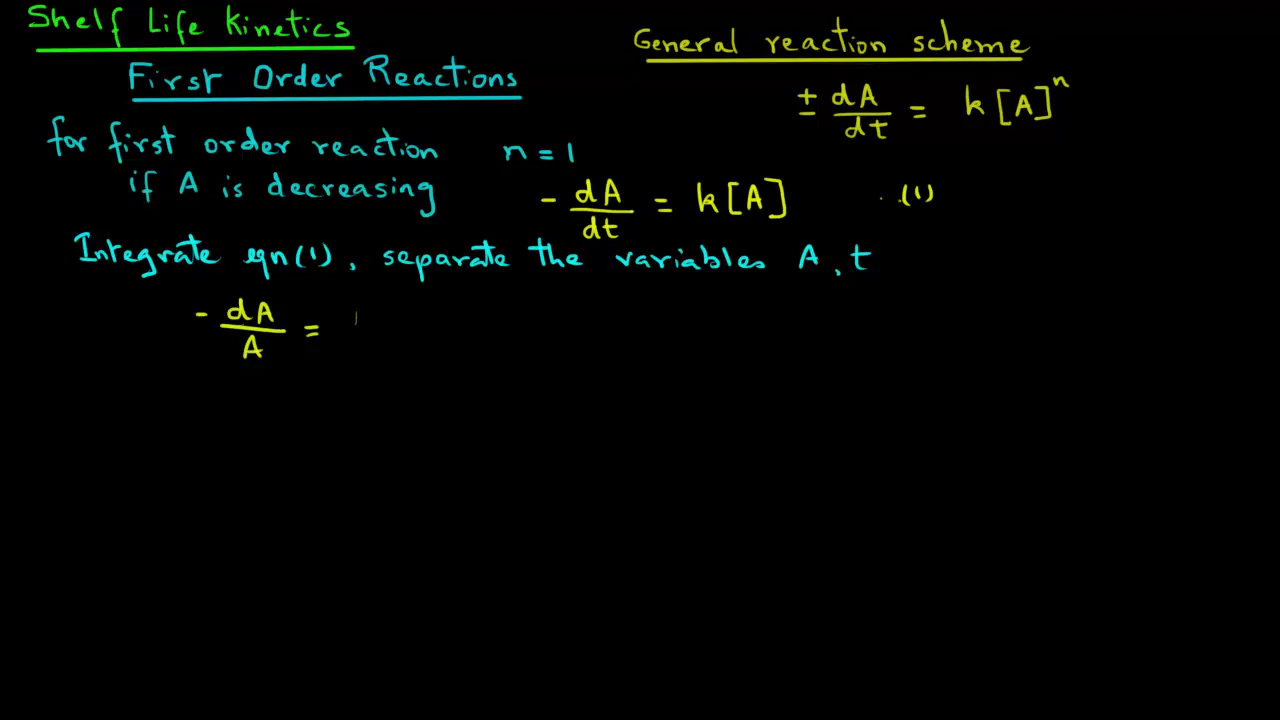 Shelf Life Kinetics
First Order Reactions
General reaction scheme
± dA/dt = k[A]^n
for first order reaction n = 1
if A is decreasing - dA/dt = k[A] ..(1)
Integrate eqn(1), separate the variables A, t
- dA/A =